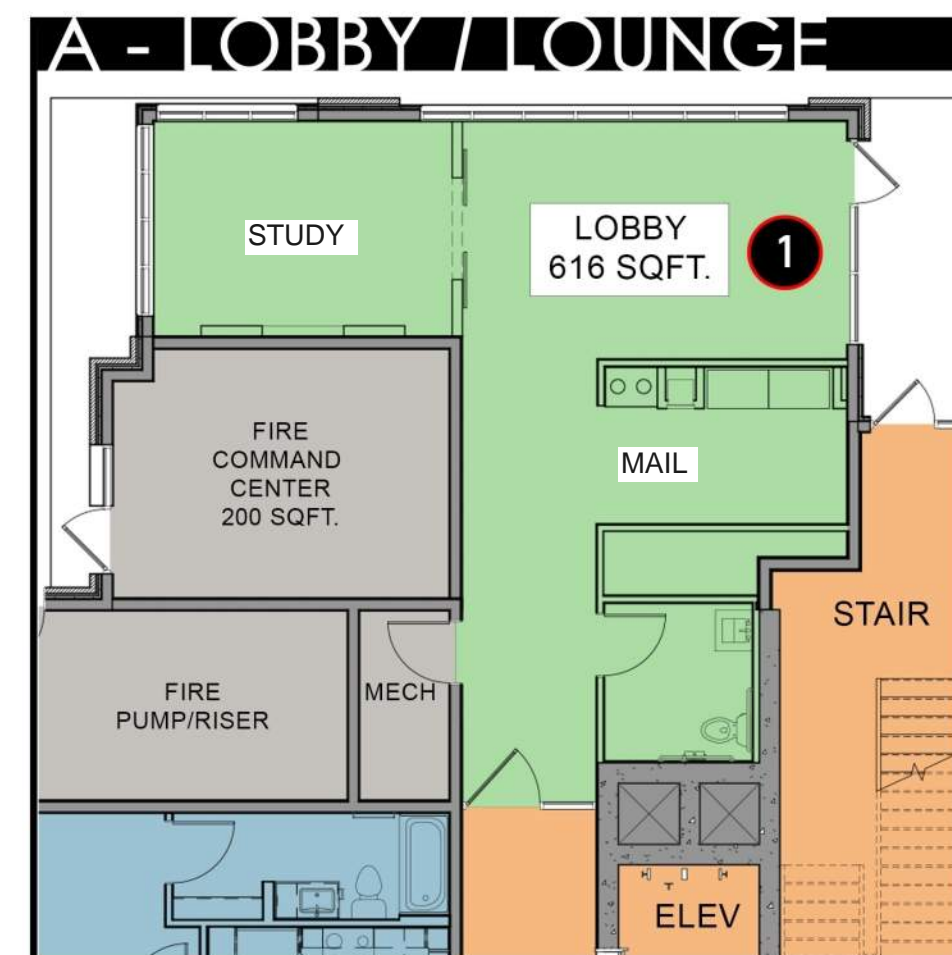 A - LOBBY / LOUNGE
STUDY
LOBBY
616 SQFT.
1
FIRE
COMMAND
CENTER
200 SQFT.
MAIL
STAIR
FIRE
PUMP/RISER
MECH
ELEV